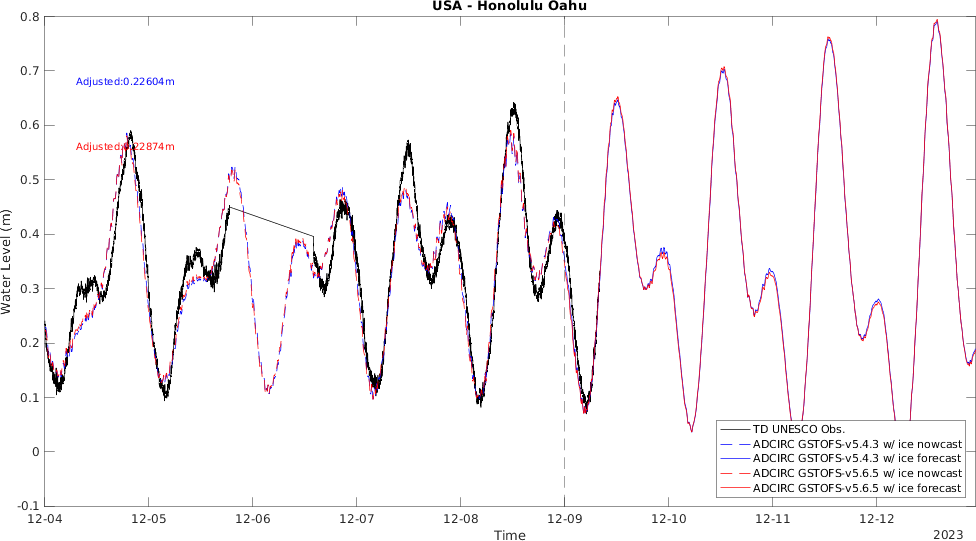 USA - Honolulu Oahu
0.8
0.7
0.6
0.5
0.4
0.3
0.2
0.1
0
-0.1
Water Level (m)
Adjusted:0.22604m
Adjusted:0.22874m
TD UNESCO Obs.
ADCIRC GSTOFS-v5.4.3 w/ ice nowcast
ADCIRC GSTOFS-v5.4.3 w/ ice forecast
ADCIRC GSTOFS-v5.6.5 w/ ice nowcast
ADCIRC GSTOFS-v5.6.5 w/ ice forecast
12-04 12-05 12-06 12-07 12-08 12-09 12-10 12-11 12-12
Time
2023